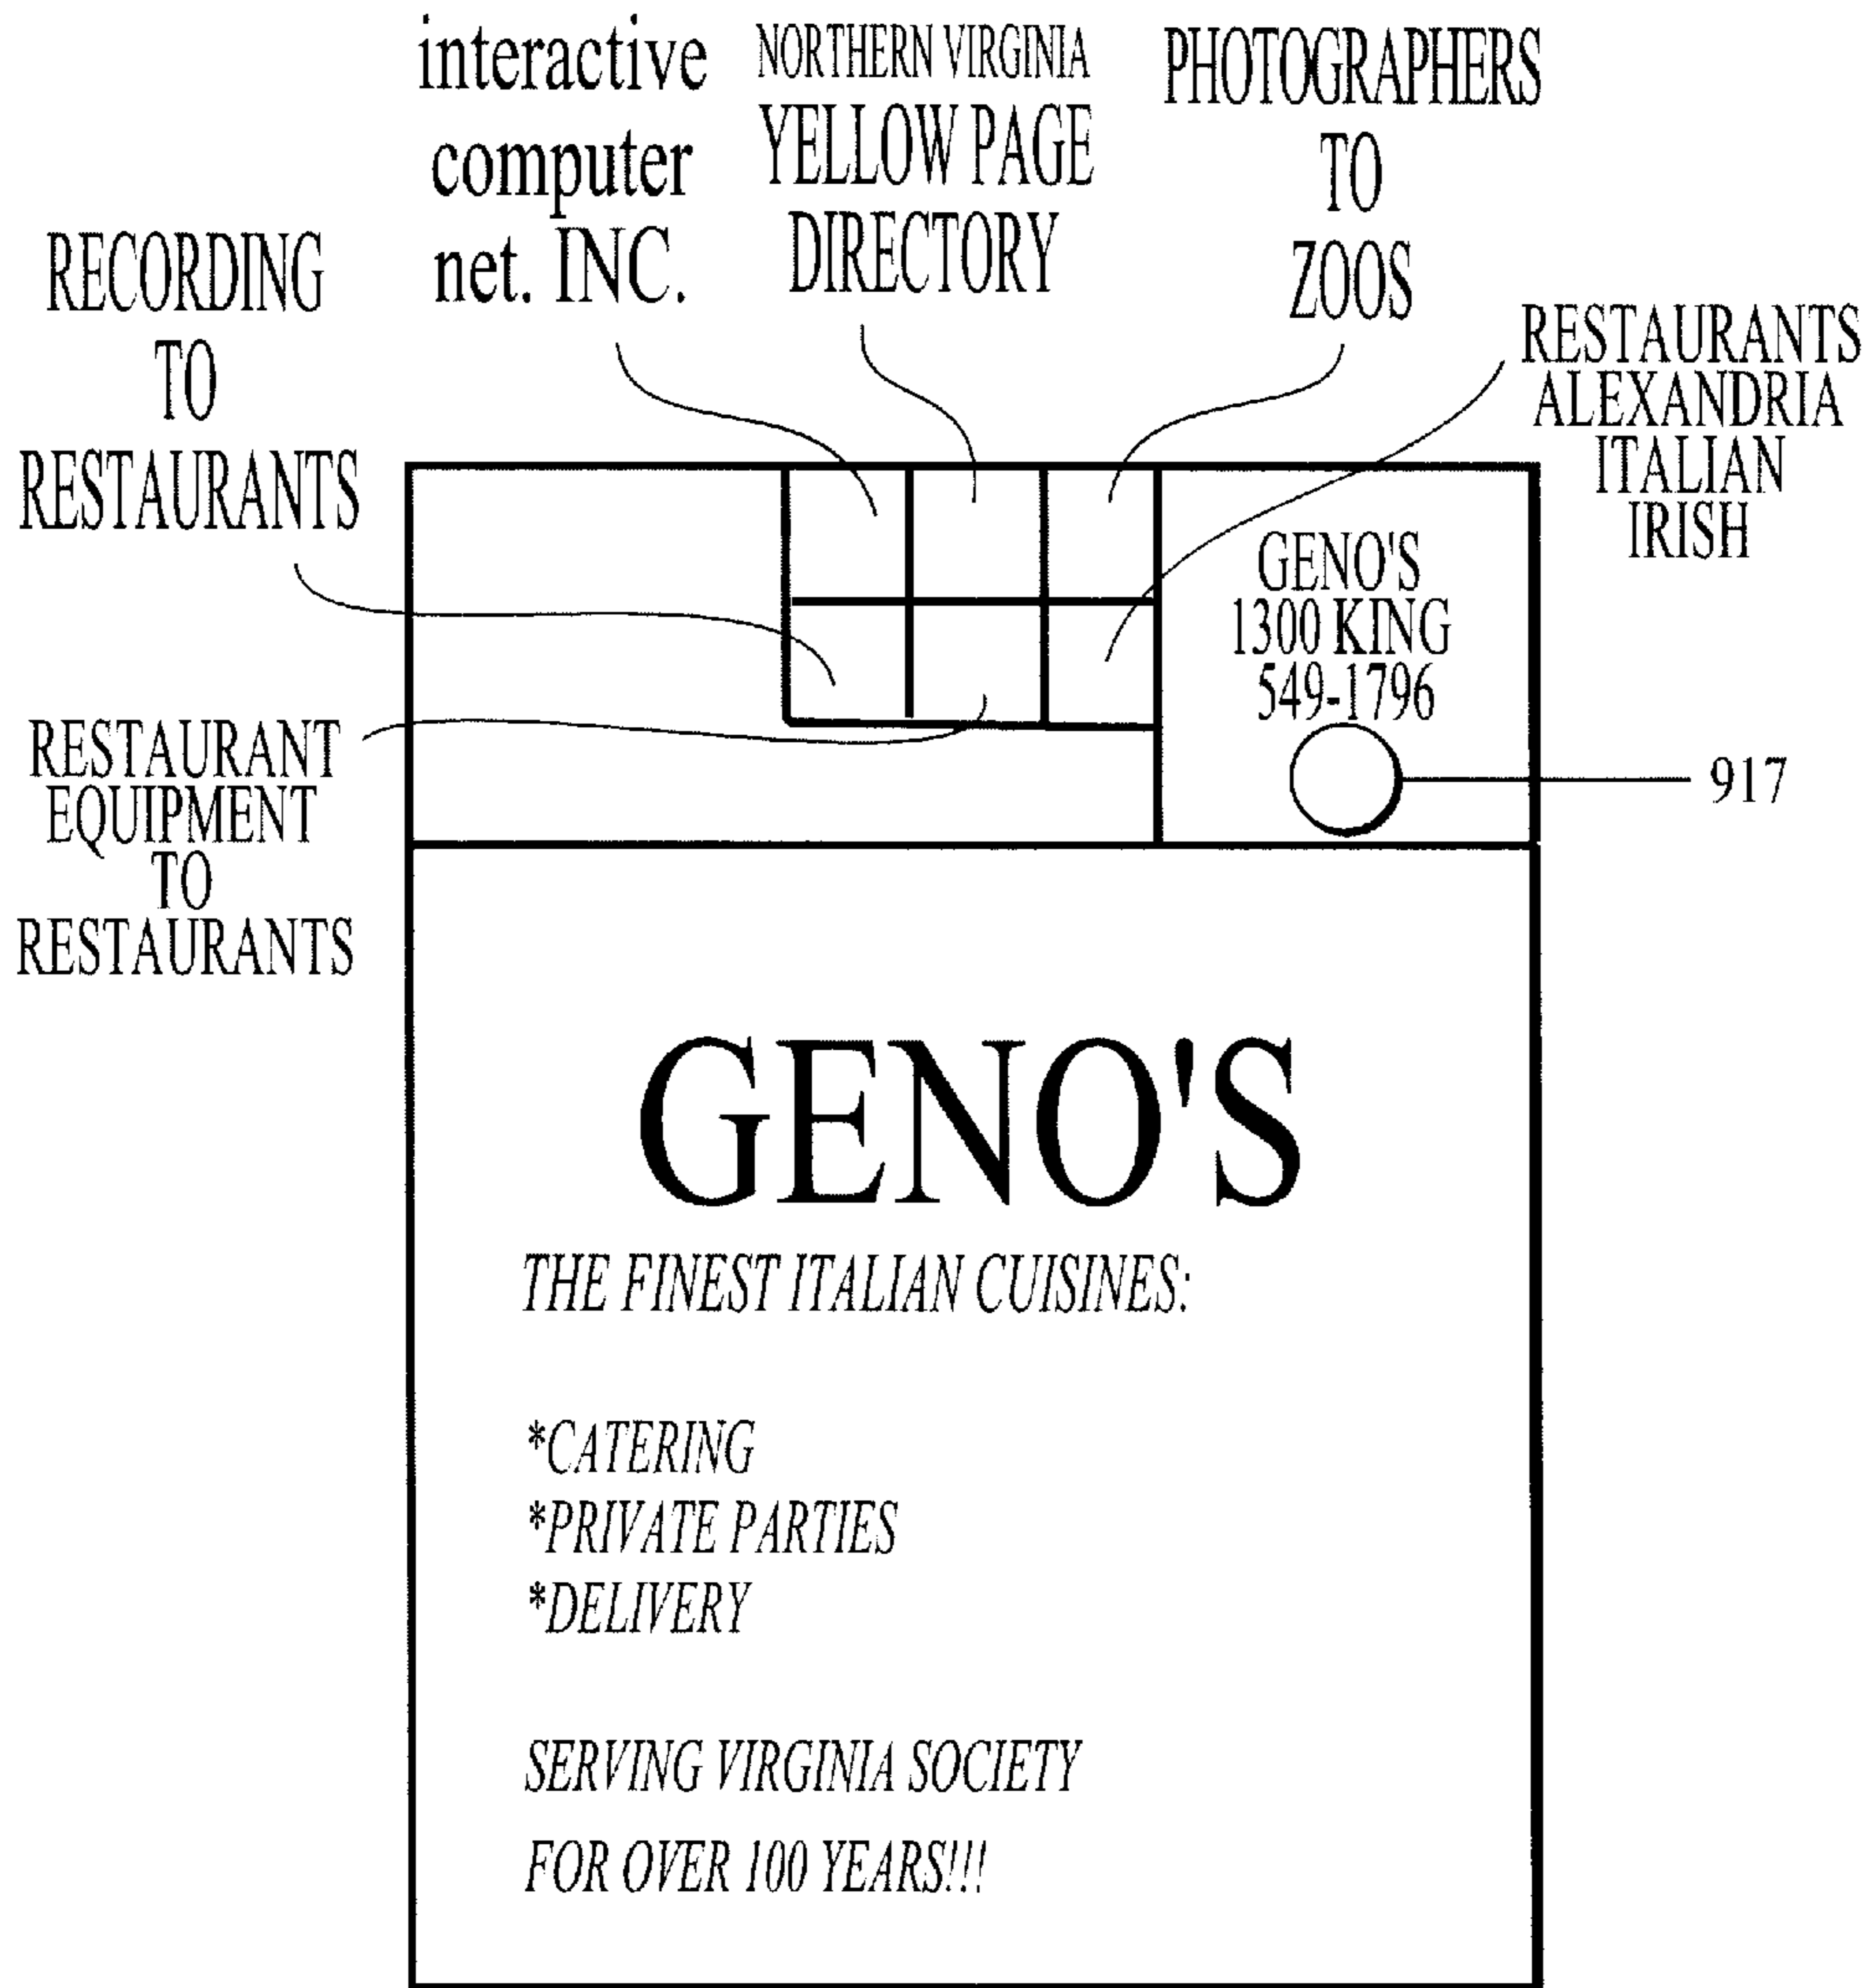 interactive
computer
net. INC.
NORTHERN VIRGINIA
YELLOW PAGE
DIRECTORY
PHOTOGRAPHERS
TO
ZOOS
RECORDING
TO
RESTAURANTS
RESTAURANTS
ALEXANDRIA
ITALIAN
IRISH
GENO'S
1300 KING
549-1796
917
RESTAURANT
EQUIPMENT
TO
RESTAURANTS
GENO'S
THE FINEST ITALIAN CUISINES:
*CATERING
*PRIVATE PARTIES
*DELIVERY
SERVING VIRGINIA SOCIETY
FOR OVER 100 YEARS!!!